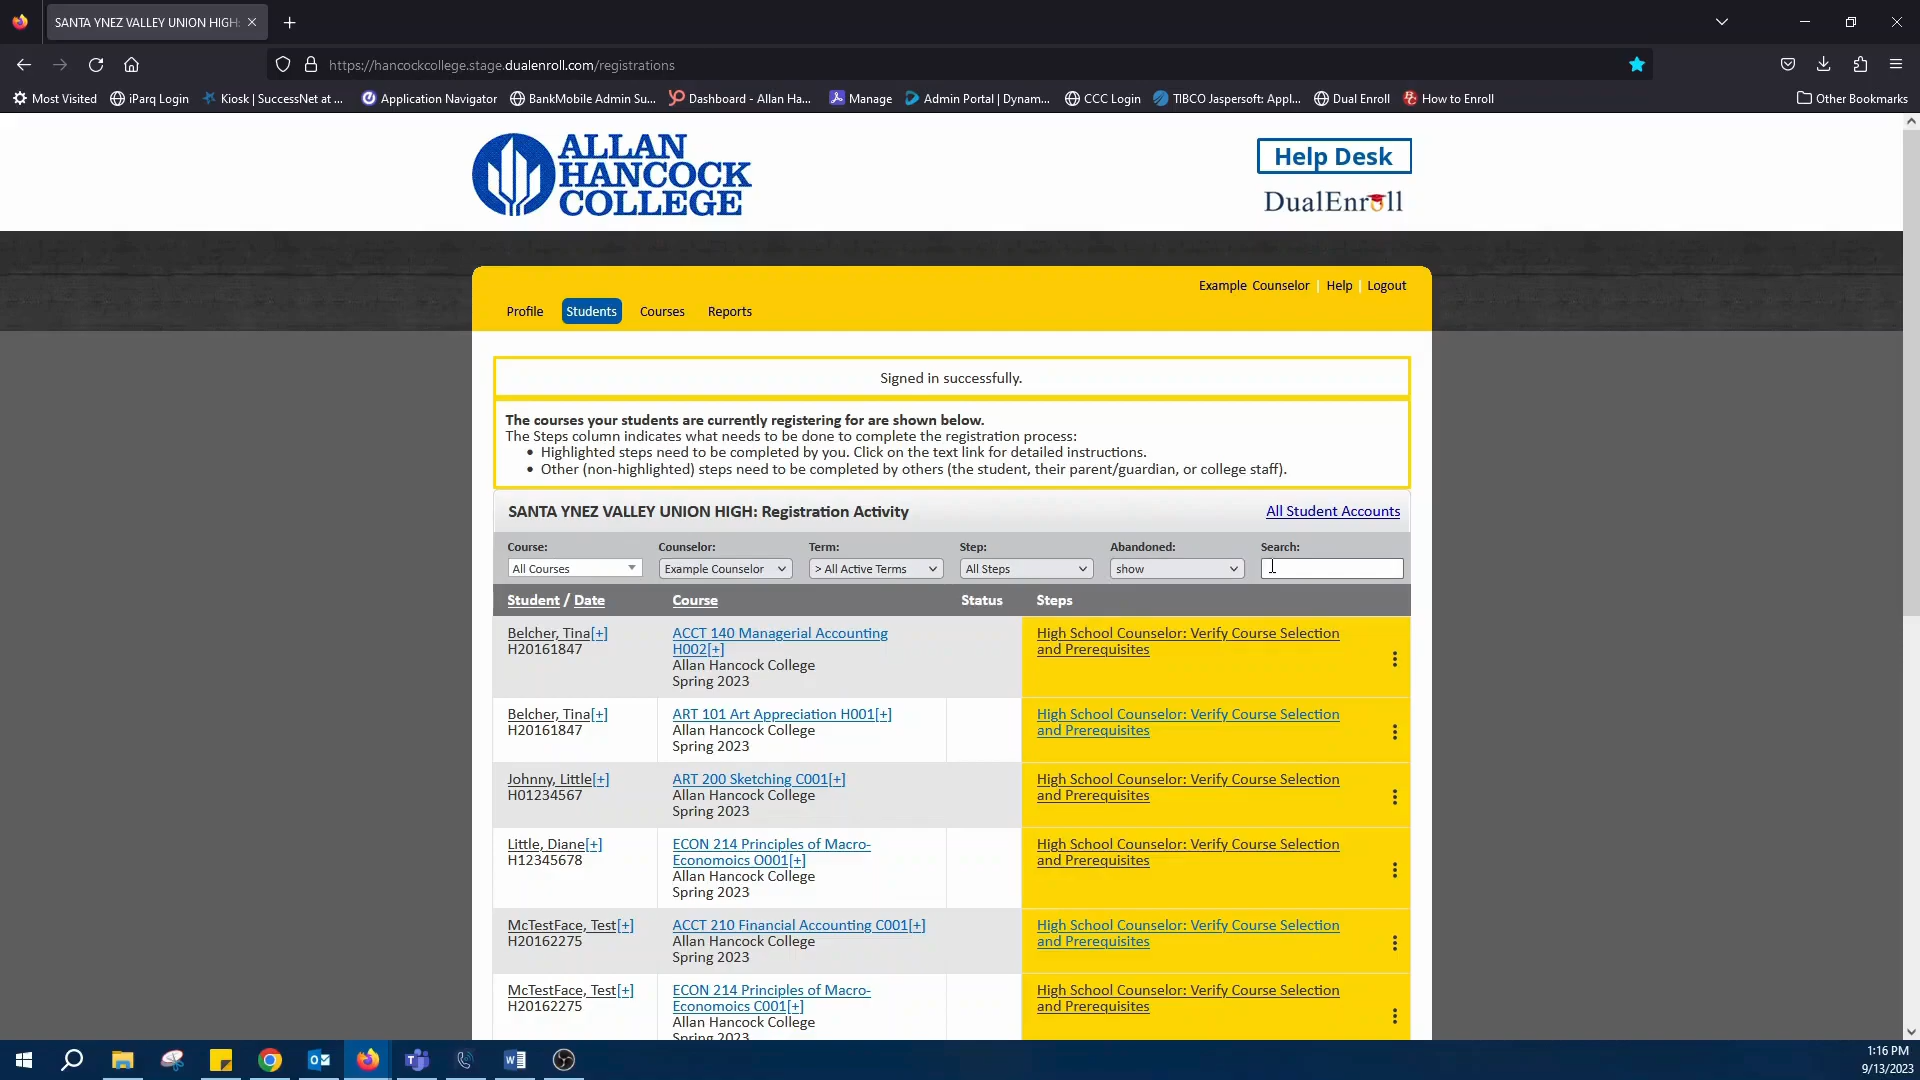 SANTA YNEZ VALLEY UNION HIGH:
https://hancockcollege.stage.dualenroll.com/registrations
Most Visited
iParq Login
Kiosk | SuccessNet at ...
Application Navigator
BankMobile Admin Su...
Dashboard - Allan Ha...
Manage
Admin Portal | Dynam...
CCC Login
TIBCO Jaspersoft: Appl...
Dual Enroll
How to Enroll
Other Bookmarks
ALLAN
HANCOCK
COLLEGE
Help Desk
DualEnroll
Example Counselor | Help | Logout
Profile Students Courses Reports
Signed in successfully.
The courses your students are currently registering for are shown below.
The Steps column indicates what needs to be done to complete the registration process:
• Highlighted steps need to be completed by you. Click on the text link for detailed instructions.
• Other (non-highlighted) steps need to be completed by others (the student, their parent/guardian, or college staff).
SANTA YNEZ VALLEY UNION HIGH: Registration Activity All Student Accounts
Course: Counselor: Term: Step: Abandoned: Search:
All Courses Example Counselor > All Active Terms All Steps show
Student / Date Course Status Steps
Belcher, Tina[+]
H20161847
ACCT 140 Managerial Accounting
H002[+]
Allan Hancock College
Spring 2023
High School Counselor: Verify Course Selection
and Prerequisites
Belcher, Tina[+]
H20161847
ART 101 Art Appreciation H001[+]
Allan Hancock College
Spring 2023
High School Counselor: Verify Course Selection
and Prerequisites
Johnny, Little[+]
H01234567
ART 200 Sketching C001[+]
Allan Hancock College
Spring 2023
High School Counselor: Verify Course Selection
and Prerequisites
Little, Diane[+]
H12345678
ECON 214 Principles of Macro-
Economoics O001[+]
Allan Hancock College
Spring 2023
High School Counselor: Verify Course Selection
and Prerequisites
McTestFace, Test[+]
H20162275
ACCT 210 Financial Accounting C001[+]
Allan Hancock College
Spring 2023
High School Counselor: Verify Course Selection
and Prerequisites
McTestFace, Test[+]
H20162275
ECON 214 Principles of Macro-
Economoics C001[+]
Allan Hancock College
Spring 2023
High School Counselor: Verify Course Selection
and Prerequisites
1:16 PM
9/13/2023